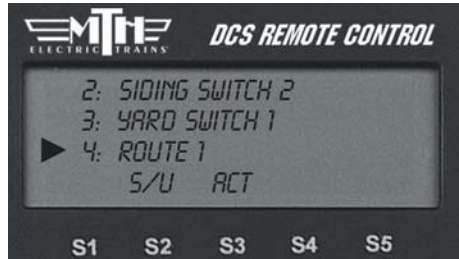 MTH
ELECTRIC TRAINS
DCS REMOTE CONTROL
2: SIDING SWITCH 2
3: YARD SWITCH 1
4: ROUTE 1
S/U ACT
S1 S2 S3 S4 S5